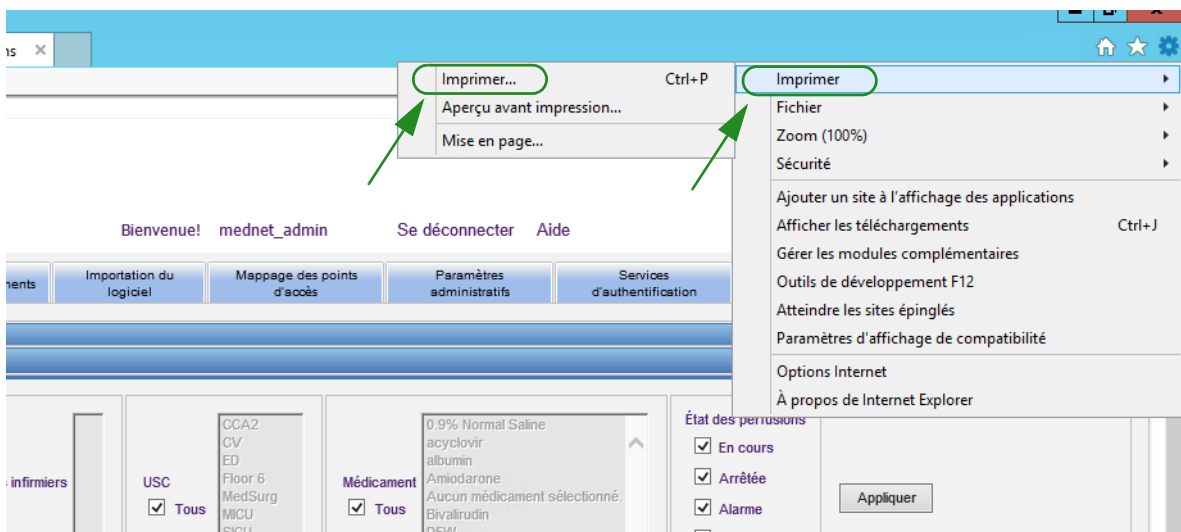 ns
Imprimer... Ctrl+P
Aperçu avant impression...
Mise en page...
Imprimer
Fichier
Zoom (100%)
Sécurité
Ajouter un site à l'affichage des applications
Afficher les téléchargements Ctrl+J
Gérer les modules complémentaires
Outils de développement F12
Atteindre les sites épinglés
Paramètres d'affichage de compatibilité
Options Internet
À propos de Internet Explorer
Bienvenue! mednet_admin Se déconnecter Aide
ments
Importation du
logiciel
Mappage des points
d'accès
Paramètres
administratifs
Services
d'authentification
infirmiers
USC
Tous
CCA2
CV
ED
Floor 6
MedSurg
MICU
SICU
Médicament
Tous
0.9% Normal Saline
acyclovir
albumin
Amiodarone
Aucun médicament sélectionné.
Bivalirudin
D5W
État des perfusions
En cours
Arrêtée
Alarme
Appliquer